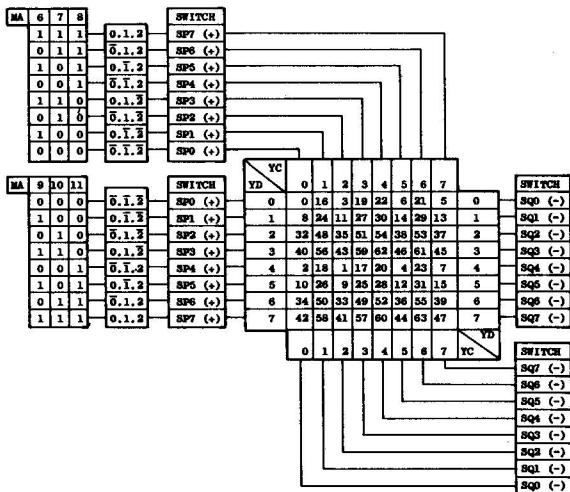 MA 6 7 8 SWITCH
1 1 1 0.1.2 SP7 (+)
0 1 1 0̅.1.2 SP6 (+)
1 0 1 0.1̅.2 SP5 (+)
0 0 1 0̅.1̅.2 SP4 (+)
1 1 0 0.1.2̅ SP3 (+)
0 1 0 0̅.1.2̅ SP2 (+)
1 0 0 0.1̅.2̅ SP1 (+)
0 0 0 0̅.1̅.2 SP0 (+)
YC
YD 0 1 2 3 4 5 6 7
MA 9 10 11 SWITCH SWITCH
0 0 0 0̅.1̅.2̅ SP0 (+) 0 0 16 3 19 22 6 21 5 0 SQ0 (-)
1 0 0 0.1̅.2̅ SP1 (+) 1 8 24 11 27 30 14 29 13 1 SQ1 (-)
0 1 0 0̅.1.2̅ SP2 (+) 2 32 48 35 51 54 38 53 37 2 SQ2 (-)
1 1 0 0.1.2̅ SP3 (+) 3 40 56 43 59 62 46 61 45 3 SQ3 (-)
0 0 1 0̅.1̅.2 SP4 (+) 4 2 18 1 17 20 4 23 7 4 SQ4 (-)
1 0 1 0.1̅.2 SP5 (+) 5 10 26 9 25 28 12 31 15 5 SQ5 (-)
0 1 1 0̅.1.2 SP6 (+) 6 34 50 33 49 52 36 55 39 6 SQ6 (-)
1 1 1 0.1.2 SP7 (+) 7 42 58 41 57 60 44 63 47 7 SQ7 (-)
0 1 2 3 4 5 6 7 YC YD
SWITCH
SQ7 (-)
SQ6 (-)
SQ5 (-)
SQ4 (-)
SQ3 (-)
SQ2 (-)
SQ1 (-)
SQ0 (-)